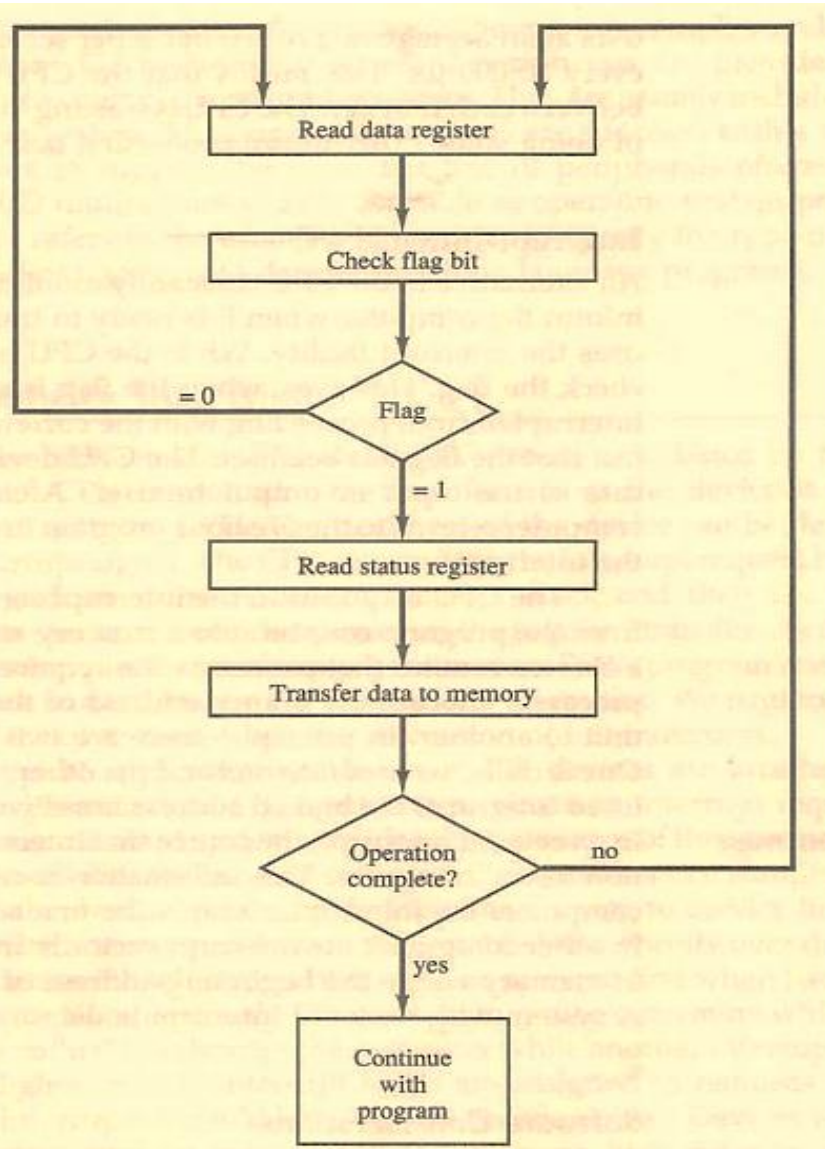 Read data register
Check flag bit
= 0
Flag
= 1
Read status register
Transfer data to memory
Operation
complete?
no
yes
Continue
with
program